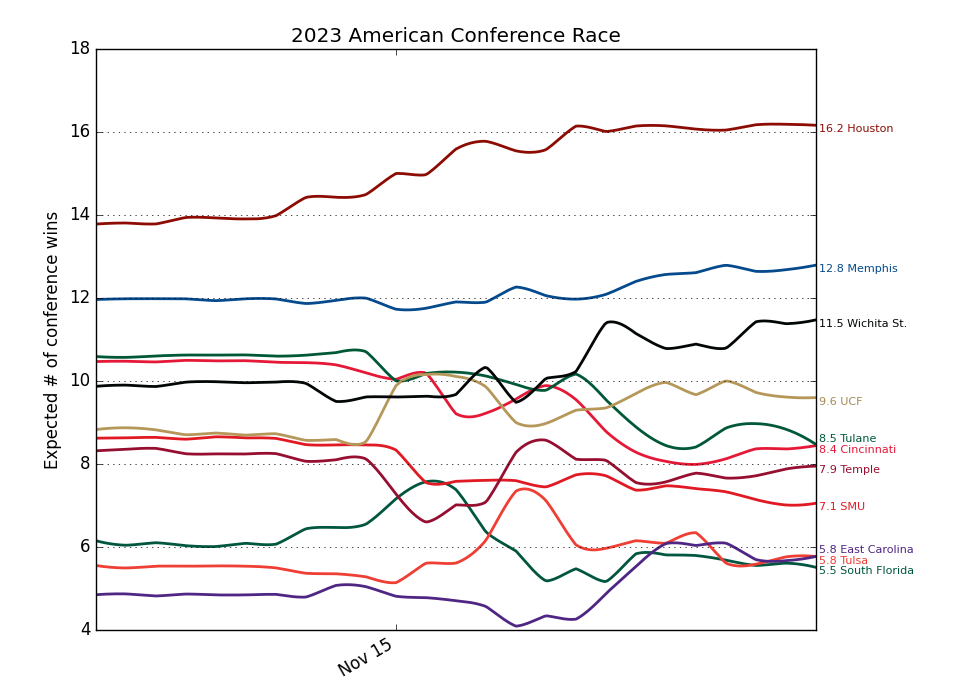 2023 American Conference Race
Expected # of conference wins
18
16
14
12
10
8
6
4
Nov 15
16.2 Houston
12.8 Memphis
11.5 Wichita St.
9.6 UCF
8.5 Tulane
8.4 Cincinnati
7.9 Temple
7.1 SMU
5.8 East Carolina
5.8 Tulsa
5.5 South Florida